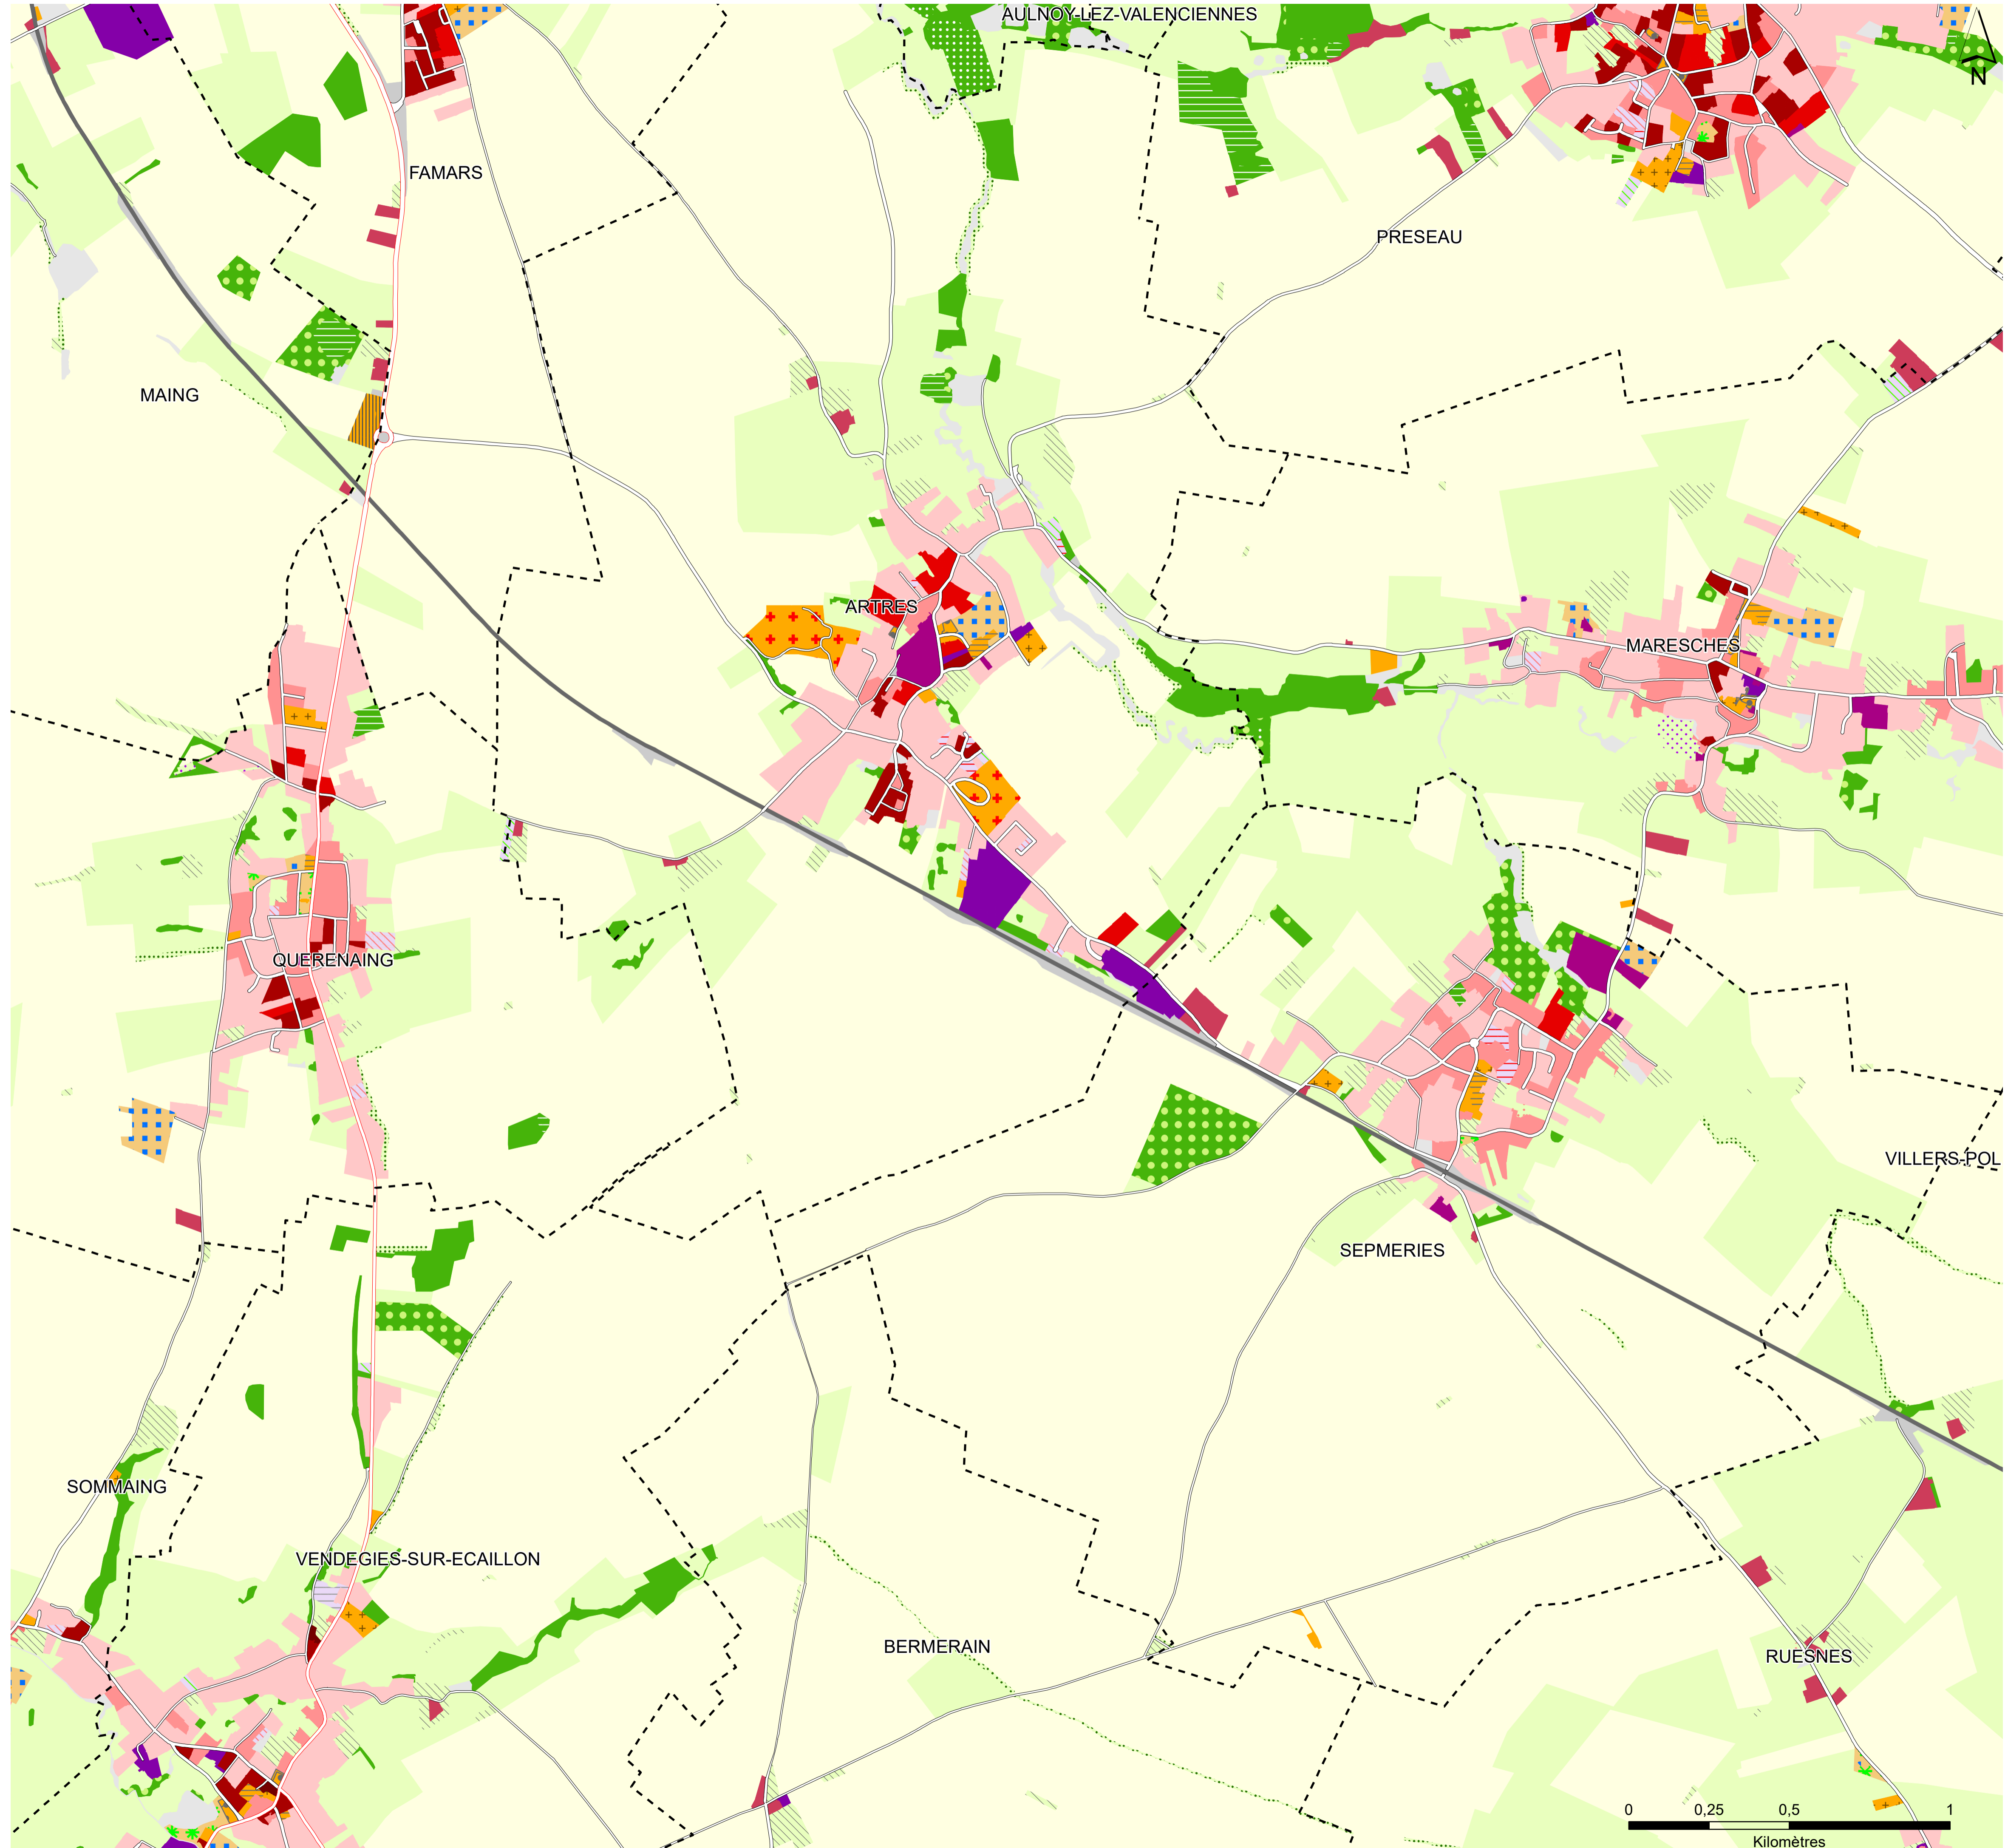 AULNOY-LEZ-VALENCIENNES
N
FAMARS
PRESEAU
MAING
ARTRES
MARESCHES
QUERENAING
VILLERS-POL
SEPMERIES
SOMMAING
VENDEGIES-SUR-ECAILLON
BERMERAIN
RUESNES
0 0,25 0,5 1
Kilomètres